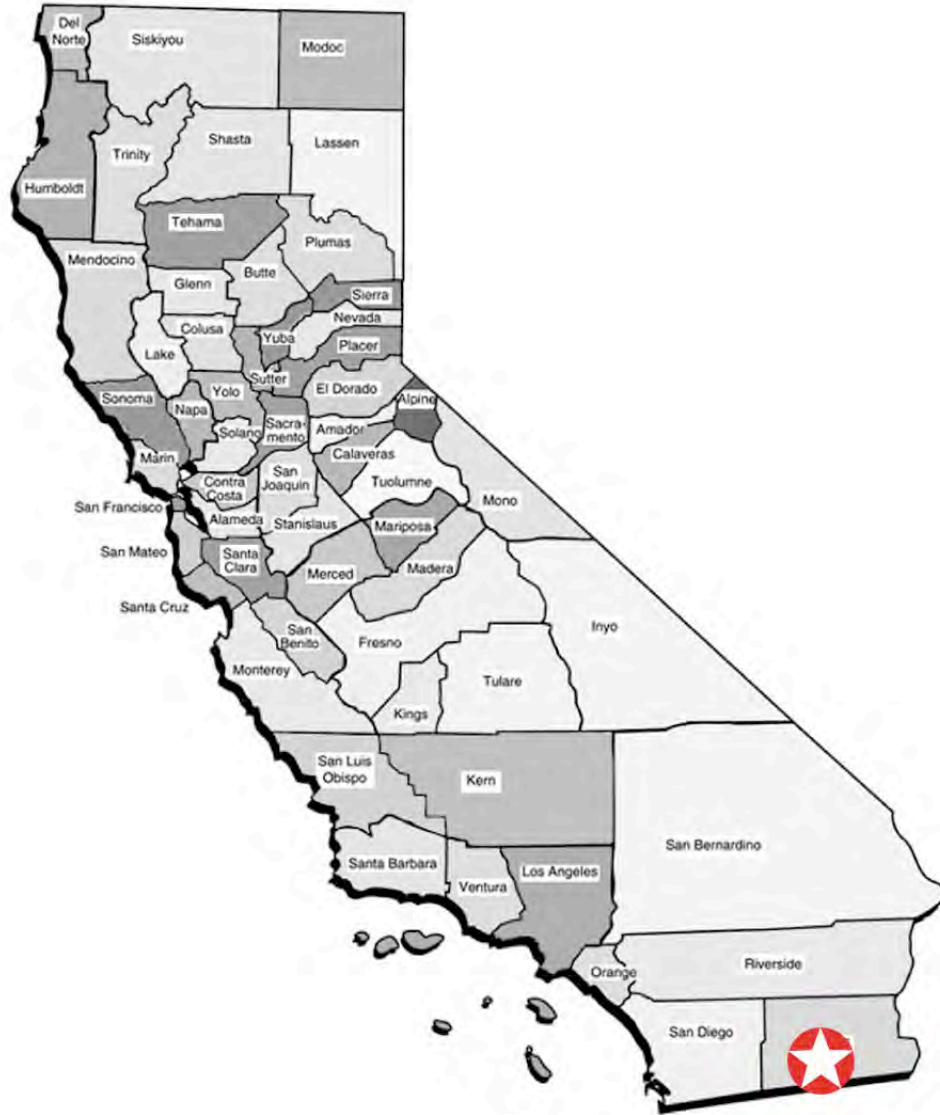 Del
Norte
Siskiyou
Modoc
Trinity
Shasta
Lassen
Humboldt
Tehama
Plumas
Mendocino
Glenn
Butte
Sierra
Nevada
Colusa
Yuba
Placer
Lake
Sutter
El Dorado
Sonoma
Napa
Yolo
Alpine
Solano
Sacra-
mento
Amador
Marin
Calaveras
Contra
Costa
San
Joaquin
Tuolumne
Mono
San Francisco
Alameda
Stanislaus
Mariposa
San Mateo
Santa
Clara
Merced
Madera
Santa Cruz
San
Benito
Fresno
Inyo
Monterey
Tulare
Kings
San Luis
Obispo
Kern
San Bernardino
Santa Barbara
Ventura
Los Angeles
Orange
Riverside
San Diego